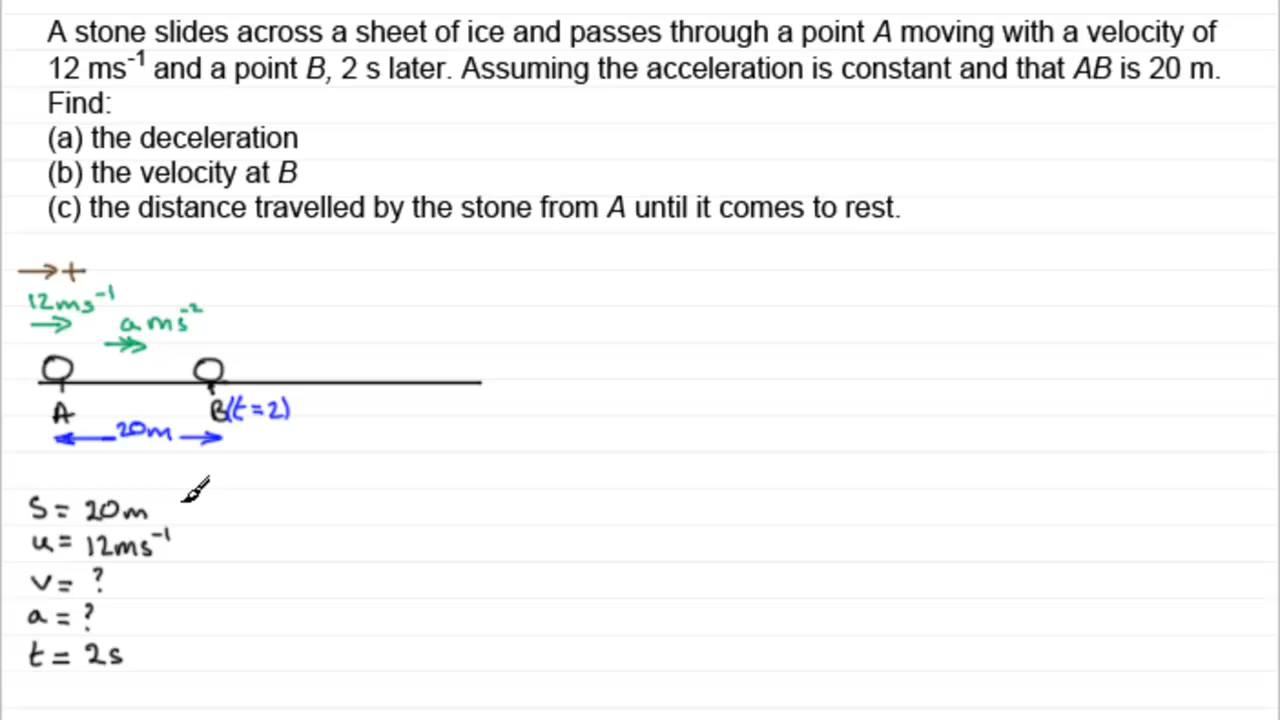 A stone slides across a sheet of ice and passes through a point A moving with a velocity of
12 ms⁻¹ and a point B, 2 s later. Assuming the acceleration is constant and that AB is 20 m.
Find:
(a) the deceleration
(b) the velocity at B
(c) the distance travelled by the stone from A until it comes to rest.
→+
12ms⁻¹
a ms⁻²
A B(t=2)
20m
S = 20m
u = 12ms⁻¹
v = ?
a = ?
t = 2s